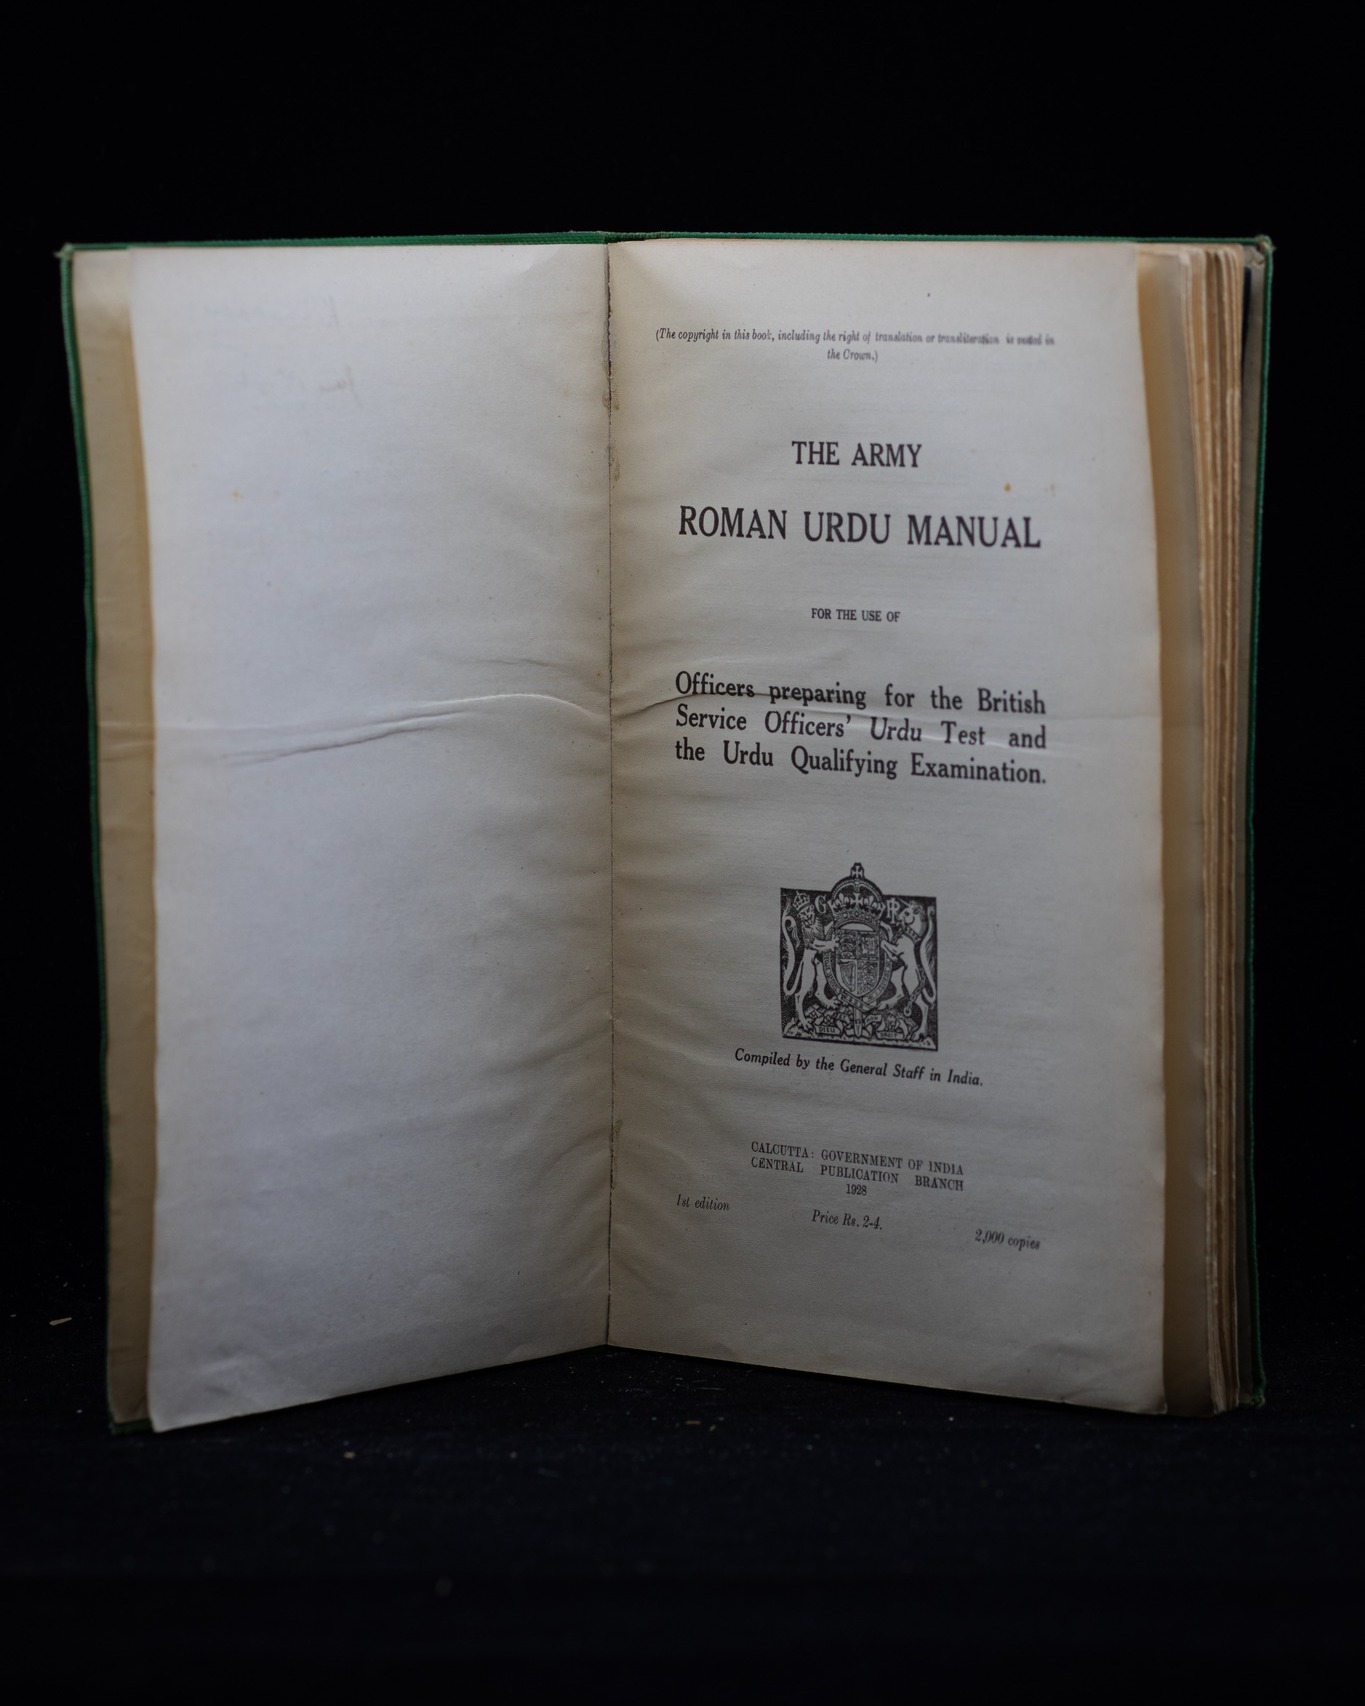 (The copyright in this book, including the right of translation or transliteration is vested in
the Crown.)
THE ARMY
ROMAN URDU MANUAL
FOR THE USE OF
Officers preparing for the British
Service Officers' Urdu Test and
the Urdu Qualifying Examination.
G R
DIEU
Compiled by the General Staff in India.
CALCUTTA: GOVERNMENT OF INDIA
CENTRAL PUBLICATION BRANCH
1928
1st edition
Price Rs. 2-4.
2,000 copies